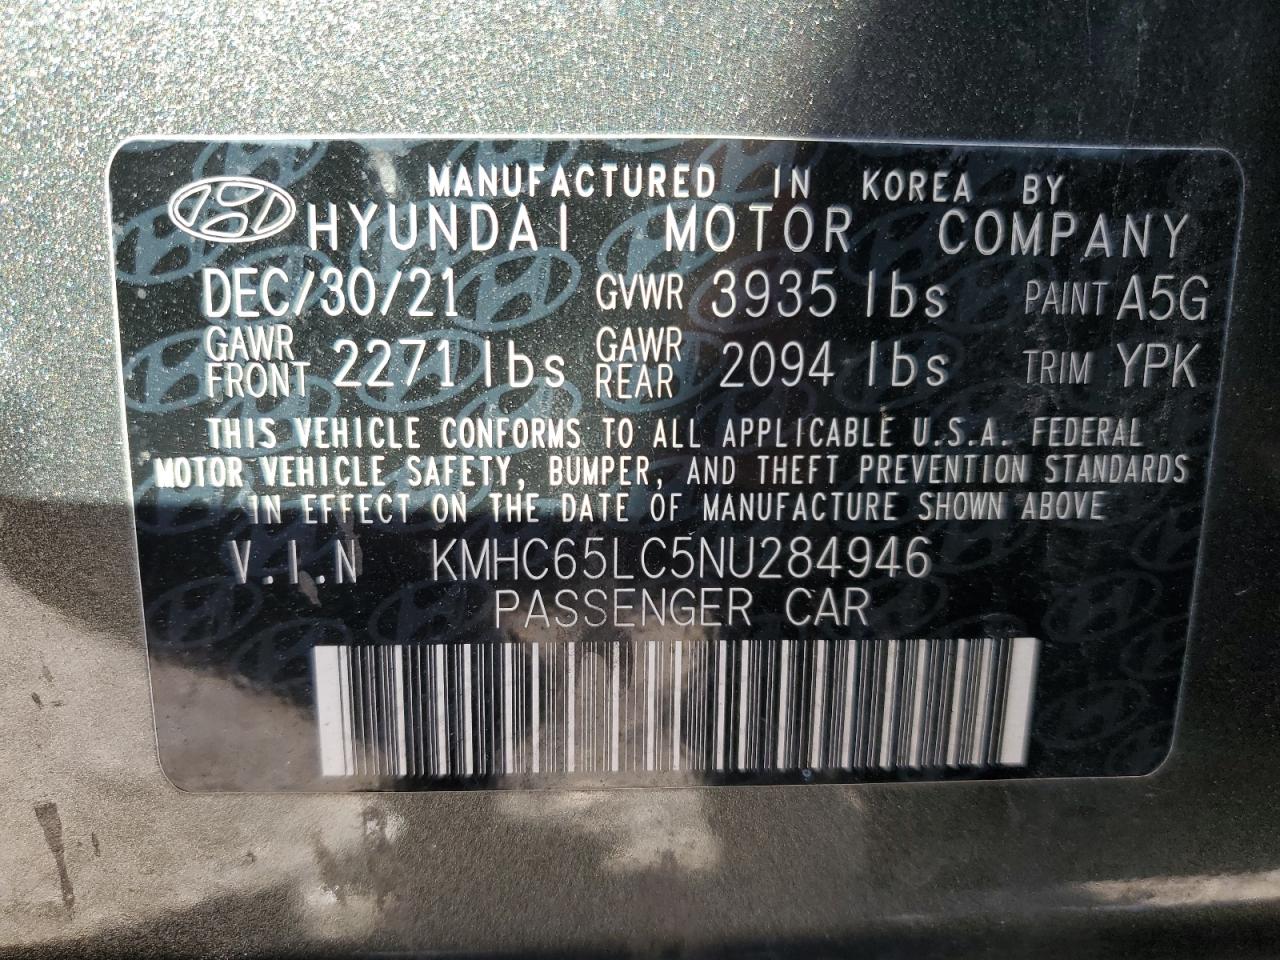 MANUFACTURED IN KOREA BY
HYUNDAI MOTOR COMPANY
DEC/30/21 GVWR 3935 lbs PAINT A5G
GAWR FRONT 2271 lbs GAWR REAR 2094 lbs TRIM YPK
THIS VEHICLE CONFORMS TO ALL APPLICABLE U.S.A. FEDERAL
MOTOR VEHICLE SAFETY, BUMPER, AND THEFT PREVENTION STANDARDS
IN EFFECT ON THE DATE OF MANUFACTURE SHOWN ABOVE
V.I.N KMHC65LC5NU284946
PASSENGER CAR